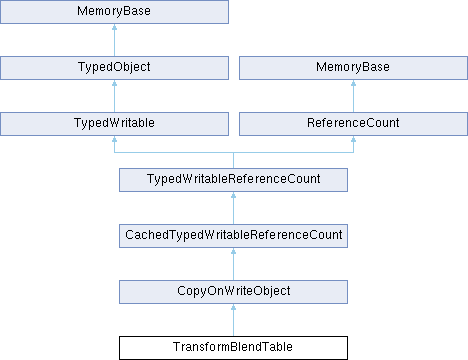 MemoryBase
TypedObject
MemoryBase
TypedWritable
ReferenceCount
TypedWritableReferenceCount
CachedTypedWritableReferenceCount
CopyOnWriteObject
TransformBlendTable